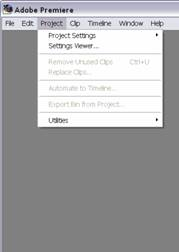 Adobe Premiere
File Edit Project Clip Timeline Window Help
Project Settings
Settings Viewer...
Remove Unused Clips Ctrl+U
Replace Clips...
Automate to Timeline...
Export Bin from Project...
Utilities